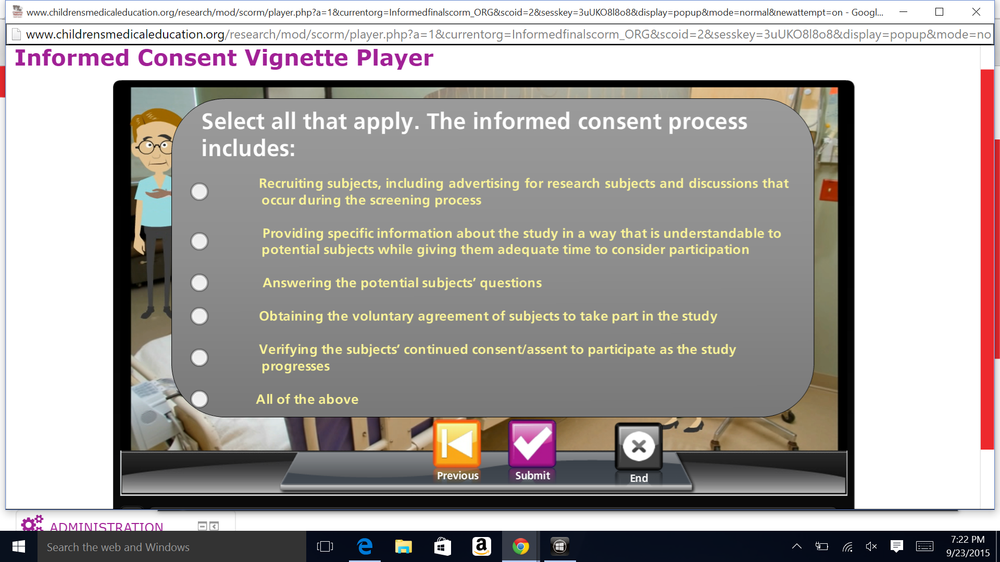 www.childrensmedicaleducation.org/research/mod/scorm/player.php?a=1&currentorg=Informedfinalscorm_ORG&scoid=2&sesskey=3uUKO8l8o8&display=popup&mode=normal&newattempt=on - Googl...
www.childrensmedicaleducation.org/research/mod/scorm/player.php?a=1&currentorg=Informedfinalscorm_ORG&scoid=2&sesskey=3uUKO8l8o8&display=popup&mode=no
Informed Consent Vignette Player
Select all that apply. The informed consent process
includes:
Recruiting subjects, including advertising for research subjects and discussions that
occur during the screening process
Providing specific information about the study in a way that is understandable to
potential subjects while giving them adequate time to consider participation
Answering the potential subjects’ questions
Obtaining the voluntary agreement of subjects to take part in the study
Verifying the subjects’ continued consent/assent to participate as the study
progresses
All of the above
Previous
Submit
End
ADMINISTRATION
Search the web and Windows
7:22 PM
9/23/2015